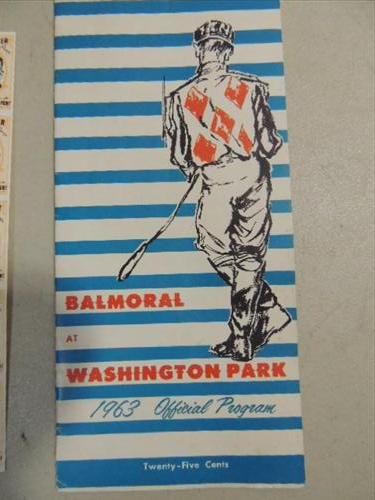 BALMORAL
AT
WASHINGTON PARK
1963 Official Program
Twenty-Five Cents